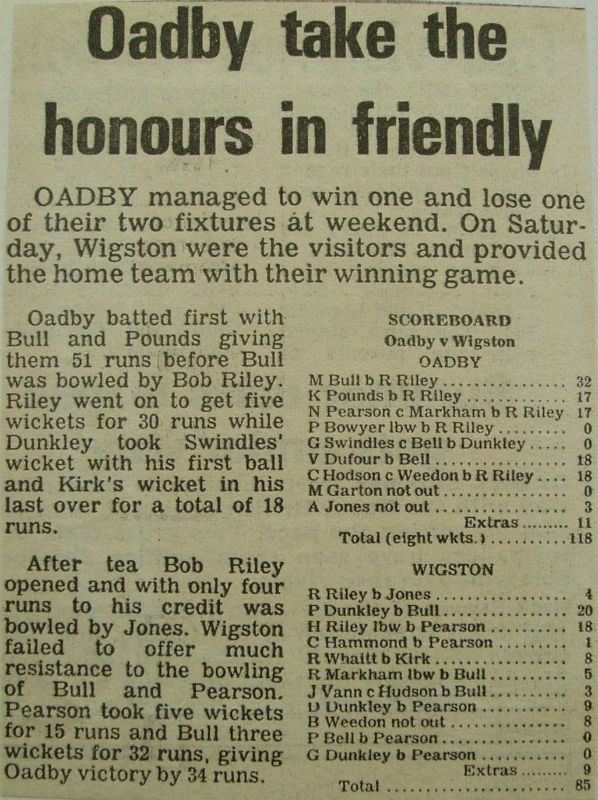 Oadby take the
honours in friendly
OADBY managed to win one and lose one
of their two fixtures at weekend. On Satur-
day, Wigston were the visitors and provided
the home team with their winning game.
Oadby batted first with
Bull and Pounds giving
them 51 runs before Bull
was bowled by Bob Riley.
Riley went on to get five
wickets for 30 runs while
Dunkley took Swindles'
wicket with his first ball
and Kirk's wicket in his
last over for a total of 18
runs.
After tea Bob Riley
opened and with only four
runs to his credit was
bowled by Jones. Wigston
failed to offer much
resistance to the bowling
of Bull and Pearson.
Pearson took five wickets
for 15 runs and Bull three
wickets for 32 runs, giving
Oadby victory by 34 runs.
SCOREBOARD
Oadby v Wigston
OADBY
M Bull b R Riley ................ 32
K Pounds b R Riley .............. 17
N Pearson c Markham b R Riley 17
P Bowyer lbw b R Riley .......... 0
G Swindles c Bell b Dunkley ..... 0
V Dufour b Bell ................. 18
C Hodson c Weedon b R Riley .... 18
M Garton not out ................ 0
A Jones not out ................. 3
Extras ......... 11
Total (eight wkts.) .......... 118
WIGSTON
R Riley b Jones ................. 4
P Dunkley b Bull ................ 20
H Riley lbw b Pearson ........... 18
C Hammond b Pearson ............. 1
R Whaitt b Kirk ................. 8
R Markham lbw b Bull ............ 5
J Vann c Hudson b Bull .......... 3
D Dunkley b Pearson ............. 9
B Weedon not out ................ 8
P Bell b Pearson ................ 0
G Dunkley b Pearson ............. 0
Extras ......... 9
Total ...................... 85